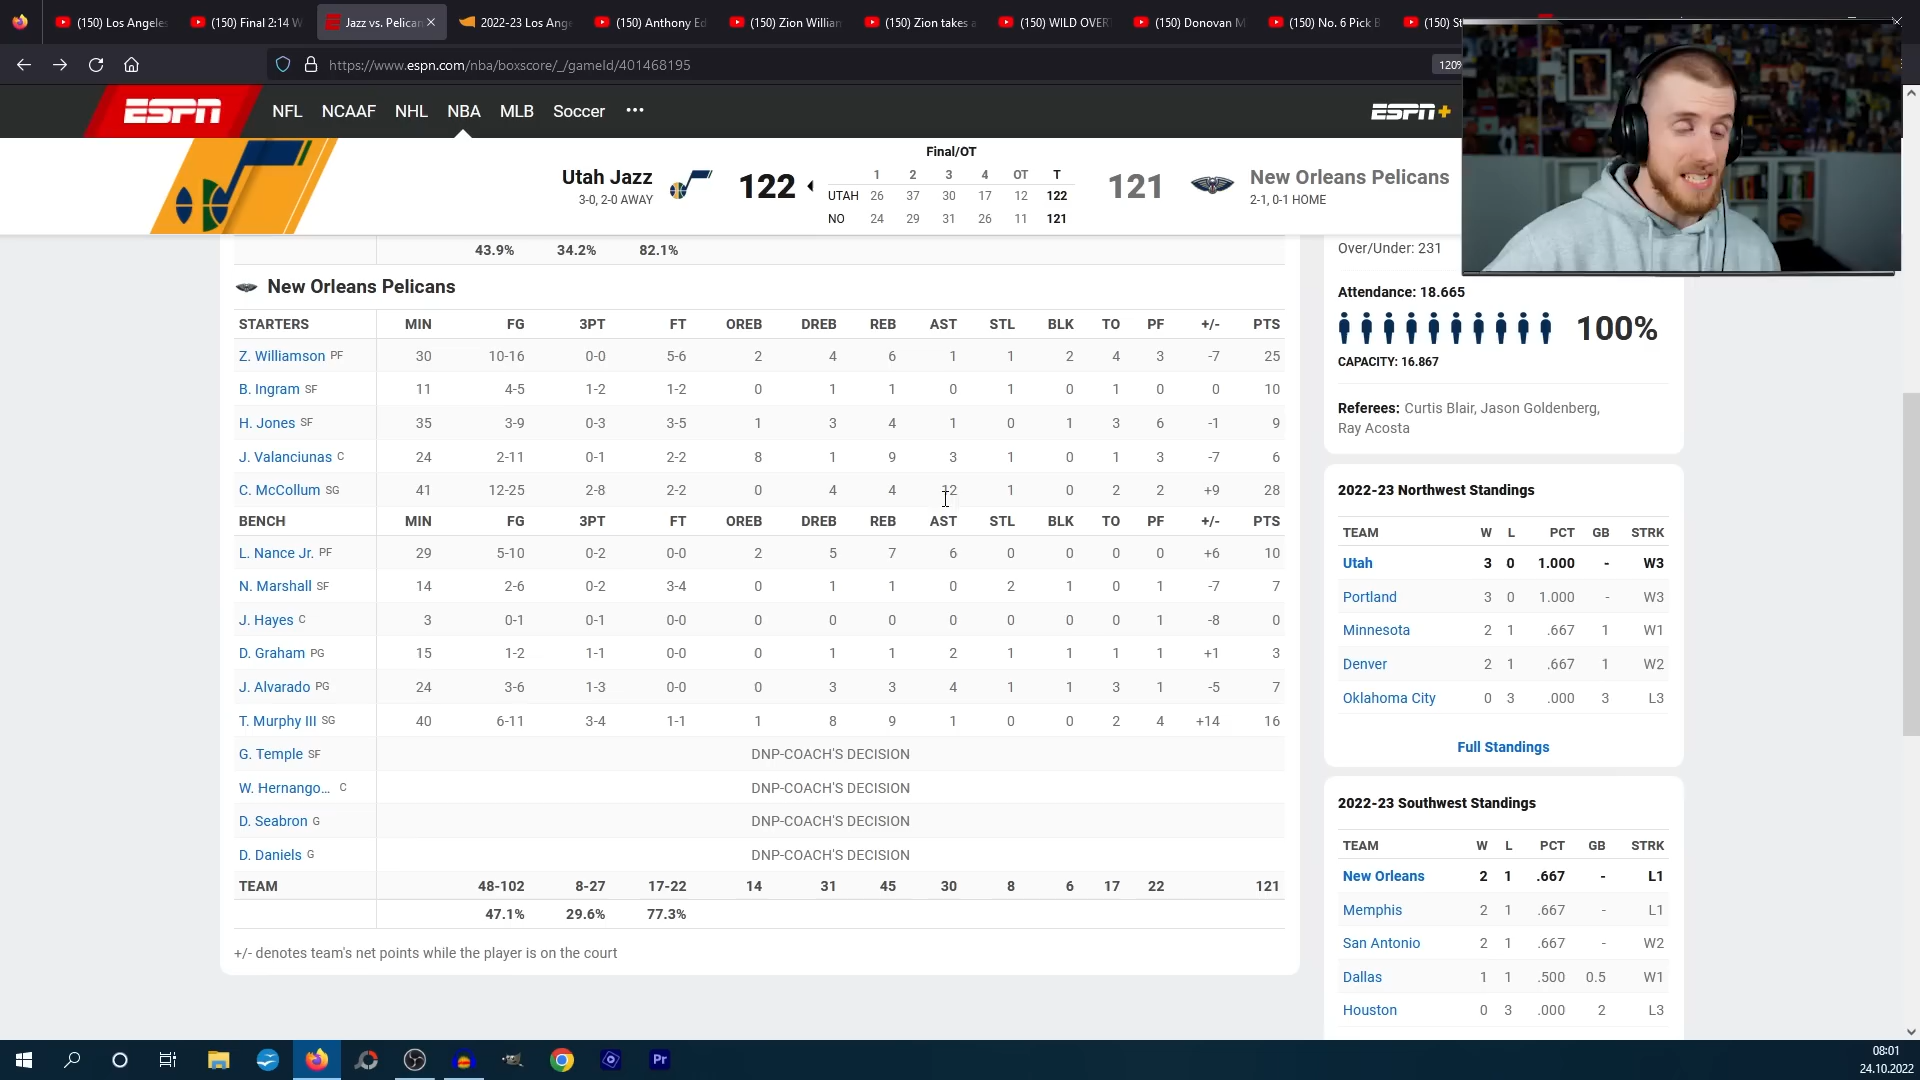 (150) Los Angeles
(150) Final 2:14 W
Jazz vs. Pelican
2022-23 Los Ang
(150) Anthony Ed
(150) Zion William
(150) Zion takes a
(150) WILD OVER
(150) Donovan M
(150) No. 6 Pick B
(150) St
https://www.espn.com/nba/boxscore/_/gameId/401468195
120%
ESPN NFL NCAAF NHL NBA MLB Soccer ••• ESPN+
Final/OT
Utah Jazz
3-0, 2-0 AWAY
122
1 2 3 4 OT T
UTAH 26 37 30 17 12 122
NO 24 29 31 26 11 121
121
New Orleans Pelicans
2-1, 0-1 HOME
43.9% 34.2% 82.1%
New Orleans Pelicans
STARTERS MIN FG 3PT FT OREB DREB REB AST STL BLK TO PF +/- PTS
Z. Williamson PF 30 10-16 0-0 5-6 2 4 6 1 1 2 4 3 -7 25
B. Ingram SF 11 4-5 1-2 1-2 0 1 1 0 1 0 1 0 0 10
H. Jones SF 35 3-9 0-3 3-5 1 3 4 1 0 1 3 6 -1 9
J. Valanciunas C 24 2-11 0-1 2-2 8 1 9 3 1 0 1 3 -7 6
C. McCollum SG 41 12-25 2-8 2-2 0 4 4 12 1 0 2 2 +9 28
BENCH MIN FG 3PT FT OREB DREB REB AST STL BLK TO PF +/- PTS
L. Nance Jr. PF 29 5-10 0-2 0-0 2 5 7 6 0 0 0 0 +6 10
N. Marshall SF 14 2-6 0-2 3-4 0 1 1 0 2 1 0 1 -7 7
J. Hayes C 3 0-1 0-1 0-0 0 0 0 0 0 0 0 1 -8 0
D. Graham PG 15 1-2 1-1 0-0 0 1 1 2 1 1 1 1 +1 3
J. Alvarado PG 24 3-6 1-3 0-0 0 3 3 4 1 1 3 1 -5 7
T. Murphy III SG 40 6-11 3-4 1-1 1 8 9 1 0 0 2 4 +14 16
G. Temple SF DNP-COACH'S DECISION
W. Hernango... C DNP-COACH'S DECISION
D. Seabron G DNP-COACH'S DECISION
D. Daniels G DNP-COACH'S DECISION
TEAM 48-102 8-27 17-22 14 31 45 30 8 6 17 22 121
47.1% 29.6% 77.3%
+/- denotes team's net points while the player is on the court
Over/Under: 231
Attendance: 18.665
100%
CAPACITY: 16.867
Referees: Curtis Blair, Jason Goldenberg,
Ray Acosta
2022-23 Northwest Standings
TEAM W L PCT GB STRK
Utah 3 0 1.000 - W3
Portland 3 0 1.000 - W3
Minnesota 2 1 .667 1 W1
Denver 2 1 .667 1 W2
Oklahoma City 0 3 .000 3 L3
Full Standings
2022-23 Southwest Standings
TEAM W L PCT GB STRK
New Orleans 2 1 .667 - L1
Memphis 2 1 .667 - L1
San Antonio 2 1 .667 - W2
Dallas 1 1 .500 0.5 W1
Houston 0 3 .000 2 L3
Pr
08:01
24.10.2022